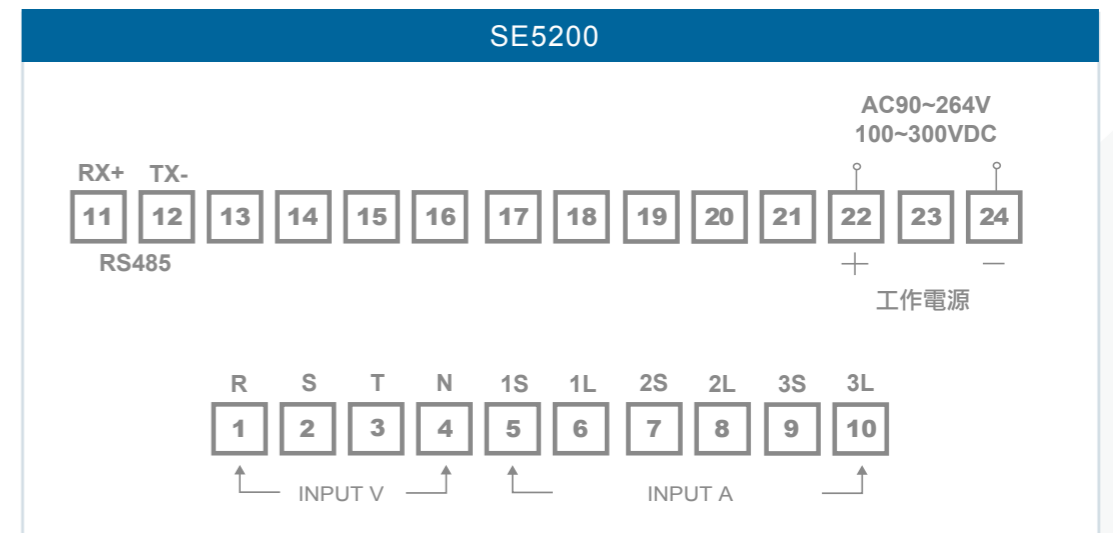 SE5200
AC90~264V
100~300VDC
RX+ TX-
11 12 13 14 15 16 17 18 19 20 21 22 23 24
RS485
+ —
工作電源
R S T N 1S 1L 2S 2L 3S 3L
1 2 3 4 5 6 7 8 9 10
INPUT V INPUT A